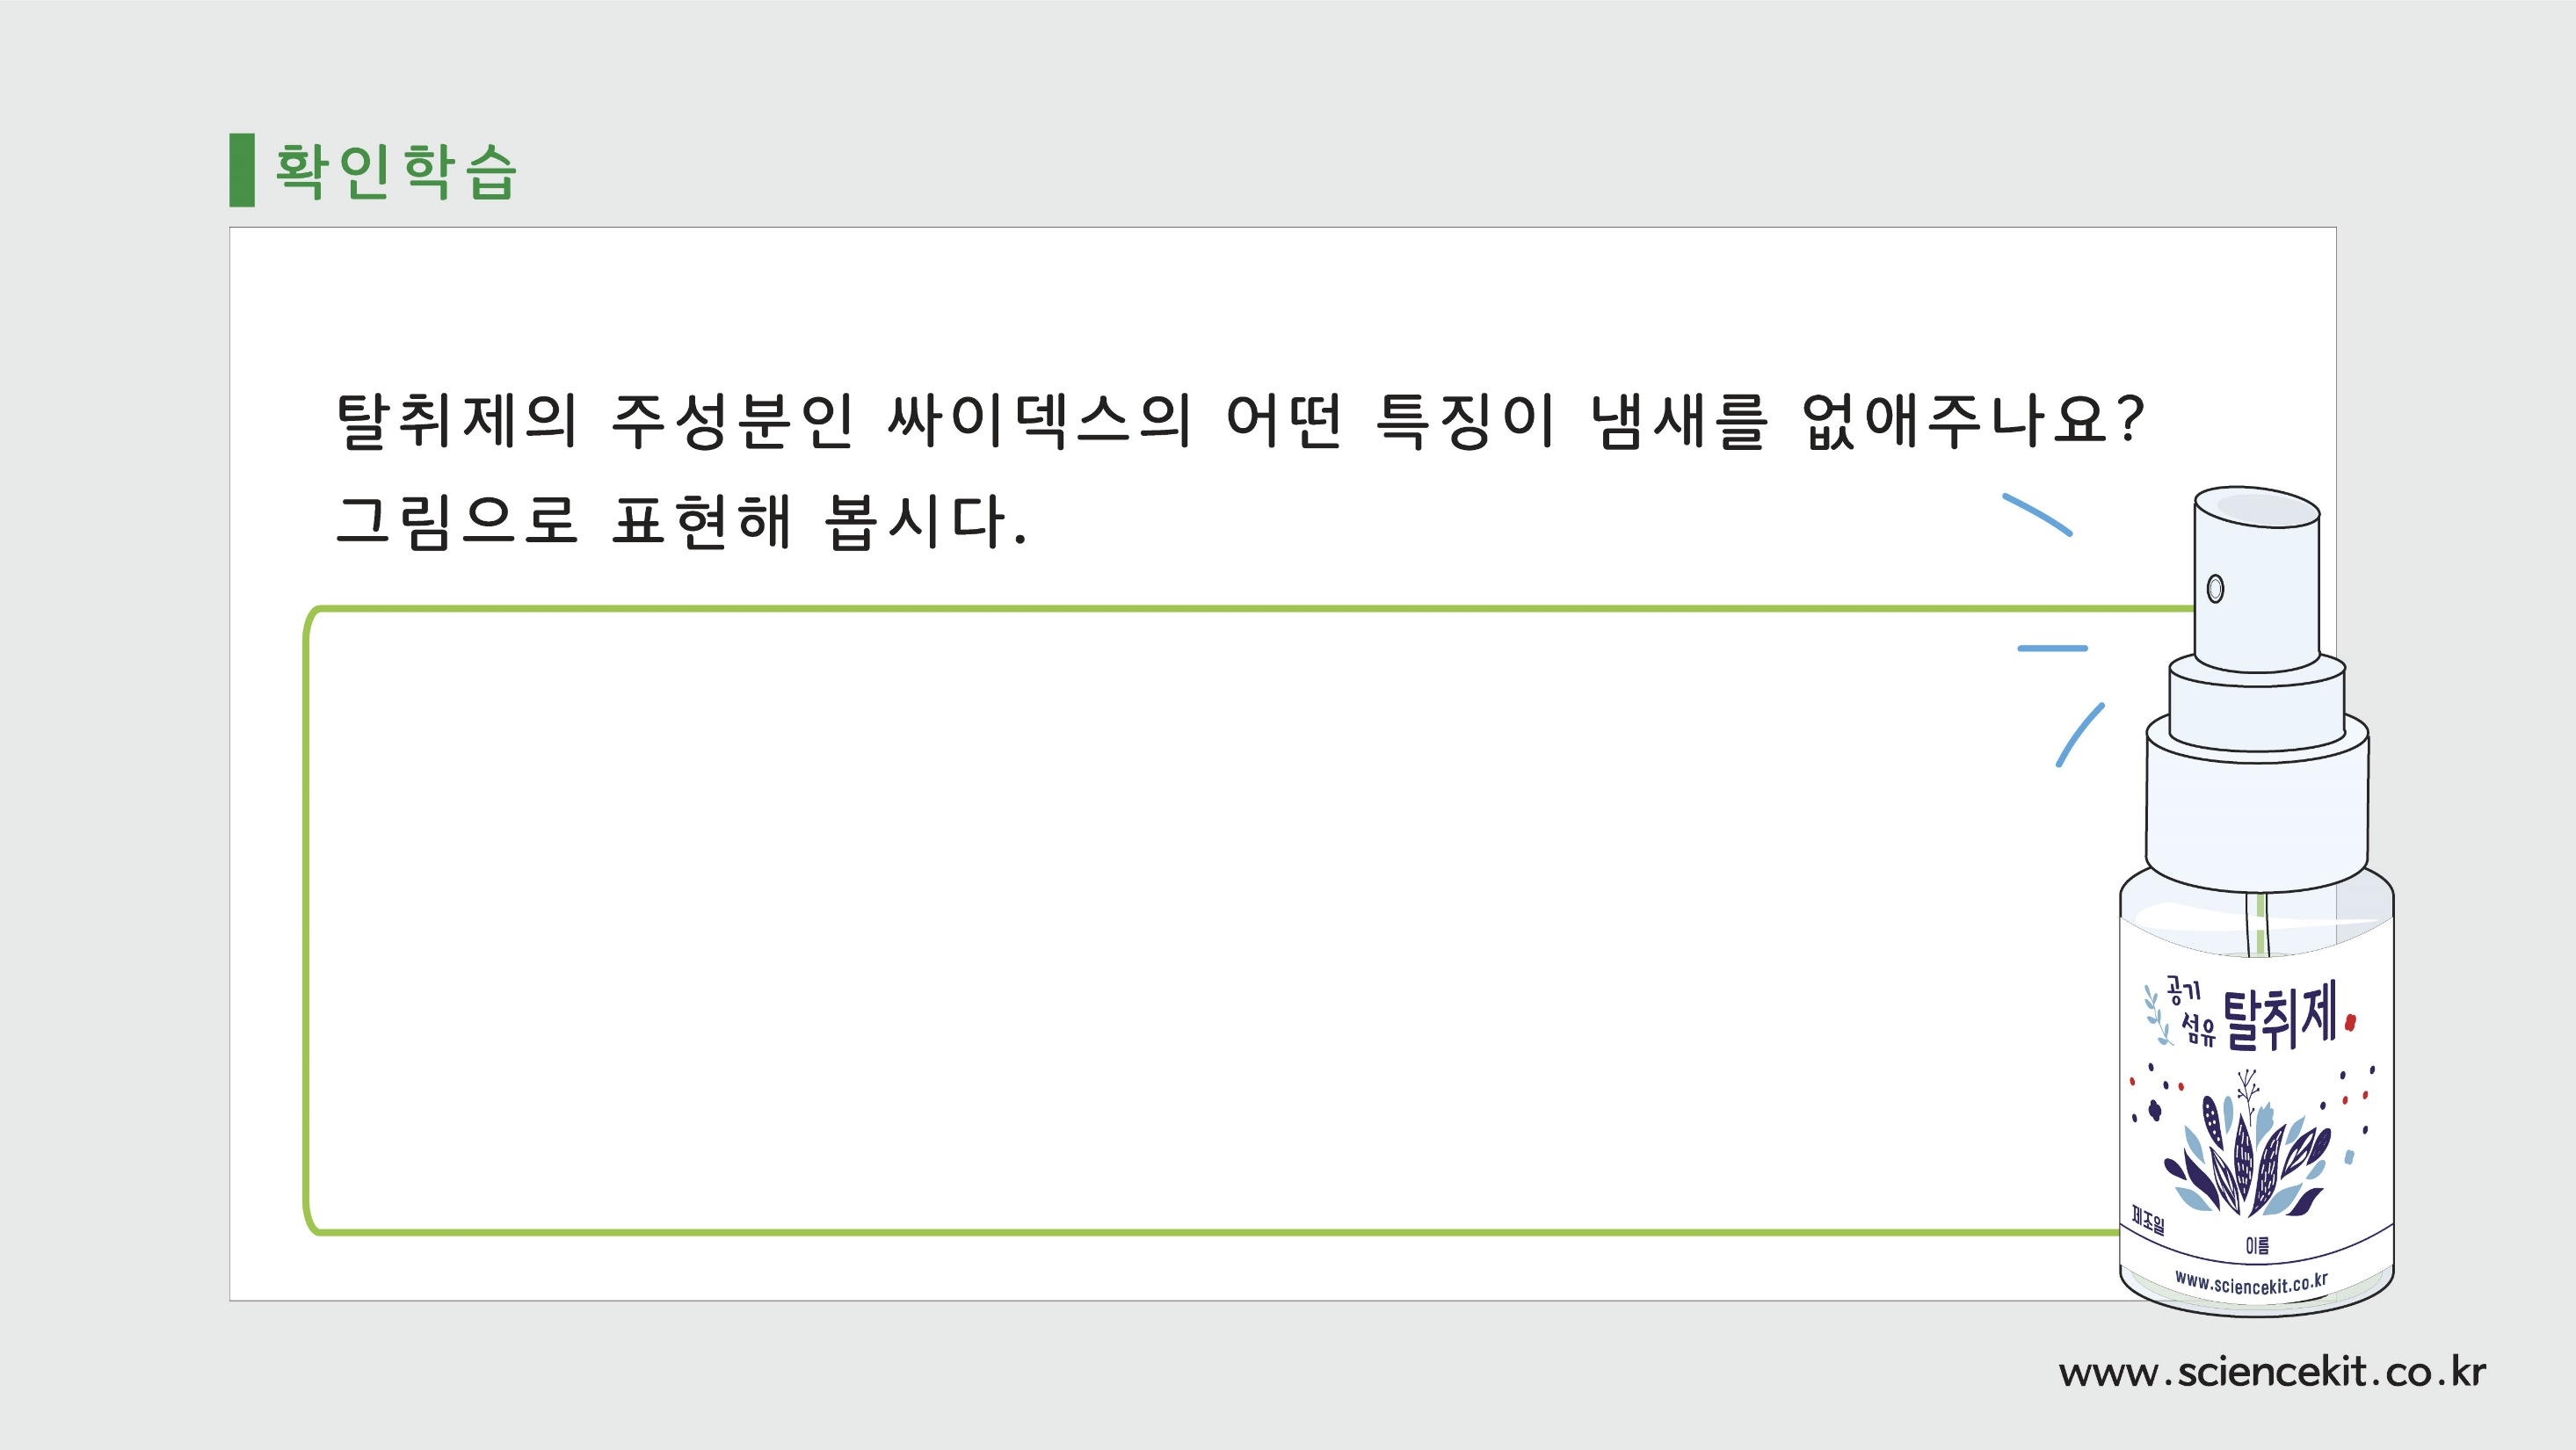 확인학습
탈취제의 주성분인 싸이덱스의 어떤 특징이 냄새를 없애주나요?
그림으로 표현해 봅시다.
공기
섬유 탈취제
제조일
이름
www.sciencekit.co.kr
www.sciencekit.co.kr